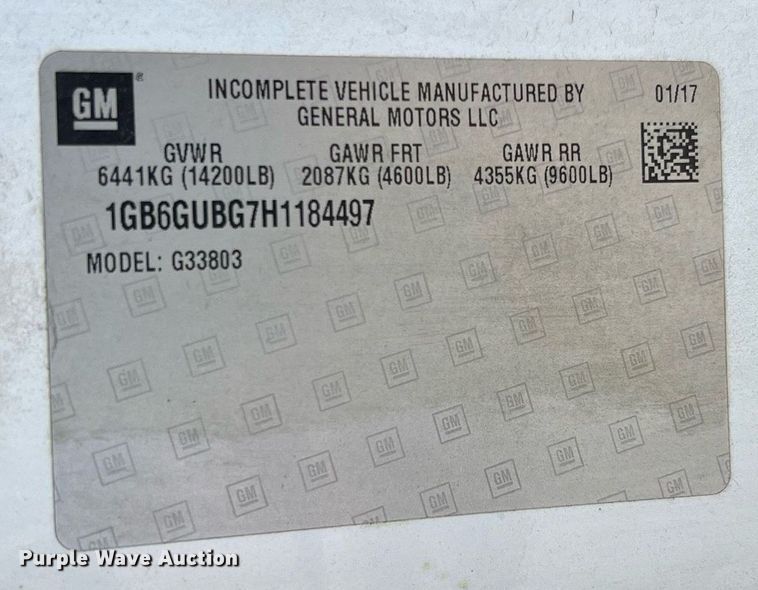 GM
®
INCOMPLETE VEHICLE MANUFACTURED BY
GENERAL MOTORS LLC
01/17
GVWR GAWR FRT GAWR RR
6441KG (14200LB) 2087KG (4600LB) 4355KG (9600LB)
1GB6GUBG7H1184497
MODEL: G33803
Purple Wave Auction